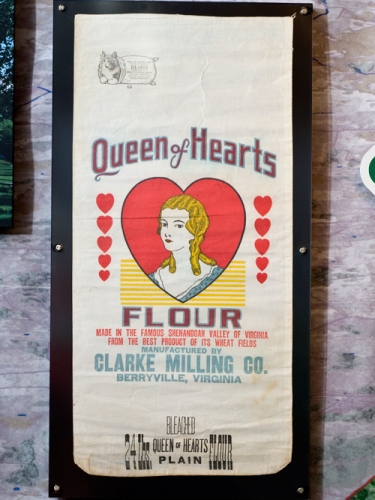 Queen of Hearts
FLOUR
MADE IN THE FAMOUS SHENANDOAH VALLEY OF VIRGINIA
FROM THE BEST PRODUCT OF ITS WHEAT FIELDS
MANUFACTURED BY
CLARKE MILLING CO.
BERRYVILLE, VIRGINIA
BLEACHED
24 lbs. QUEEN OF HEARTS FLOUR
PLAIN